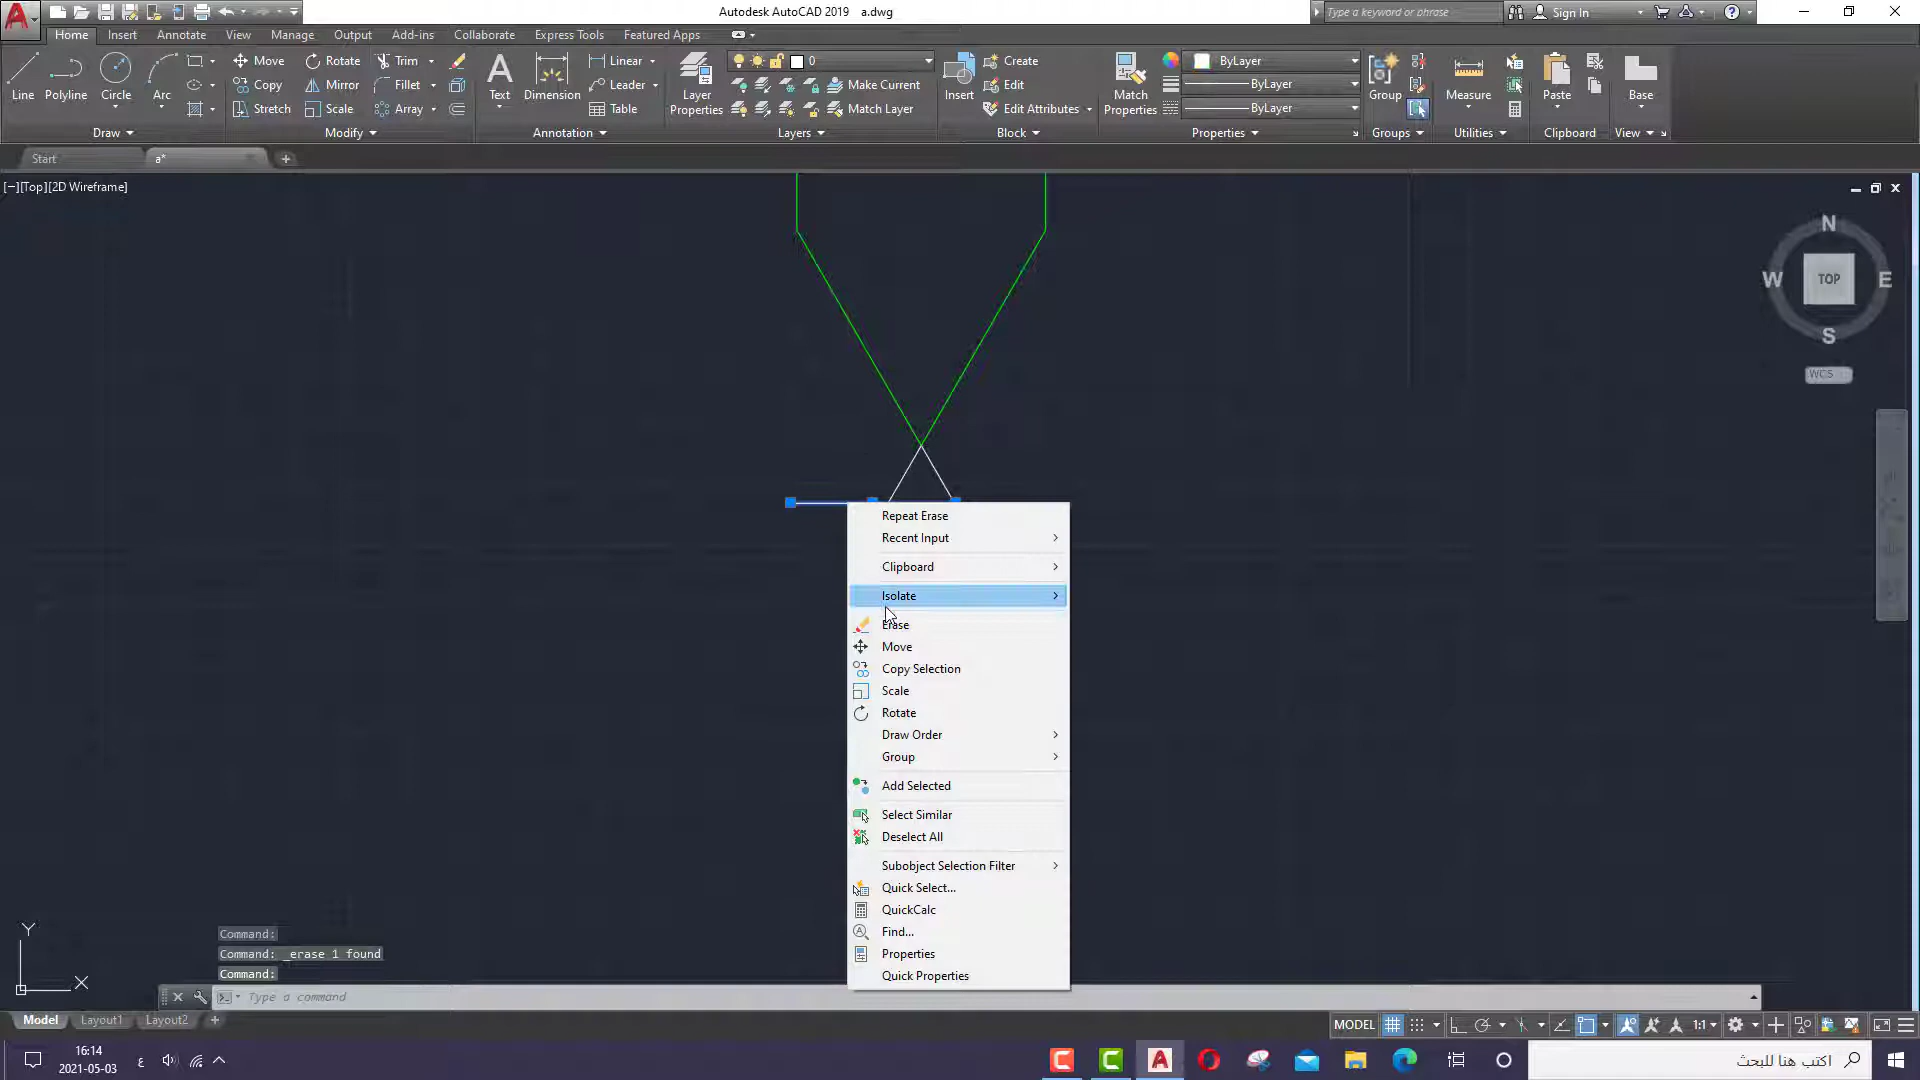 Autodesk AutoCAD 2019 a.dwg
Type a keyword or phrase
Sign In
Home Insert Annotate View Manage Output Add-ins Collaborate Express Tools Featured Apps
Line Polyline Circle Arc
Draw
Move Rotate Trim
Copy Mirror Fillet
Stretch Scale Array
Modify
Text Dimension
Linear
Leader
Table
Annotation
Layer Properties
0
Make Current
Match Layer
Layers
Insert
Create
Edit
Edit Attributes
Block
Match Properties
ByLayer
ByLayer
ByLayer
Properties
Group
Groups
Measure
Utilities
Paste
Clipboard
Base
View
Start a*
[−][Top][2D Wireframe]
N
W TOP E
S
WCS
Repeat Erase
Recent Input
Clipboard
Isolate
Erase
Move
Copy Selection
Scale
Rotate
Draw Order
Group
Add Selected
Select Similar
Deselect All
Subobject Selection Filter
Quick Select...
QuickCalc
Find...
Properties
Quick Properties
Y
X
Command:
Command: _erase 1 found
Command:
Type a command
Model Layout1 Layout2
MODEL 1:1
16:14
2021-05-03
ع
اكتب هنا للبحث